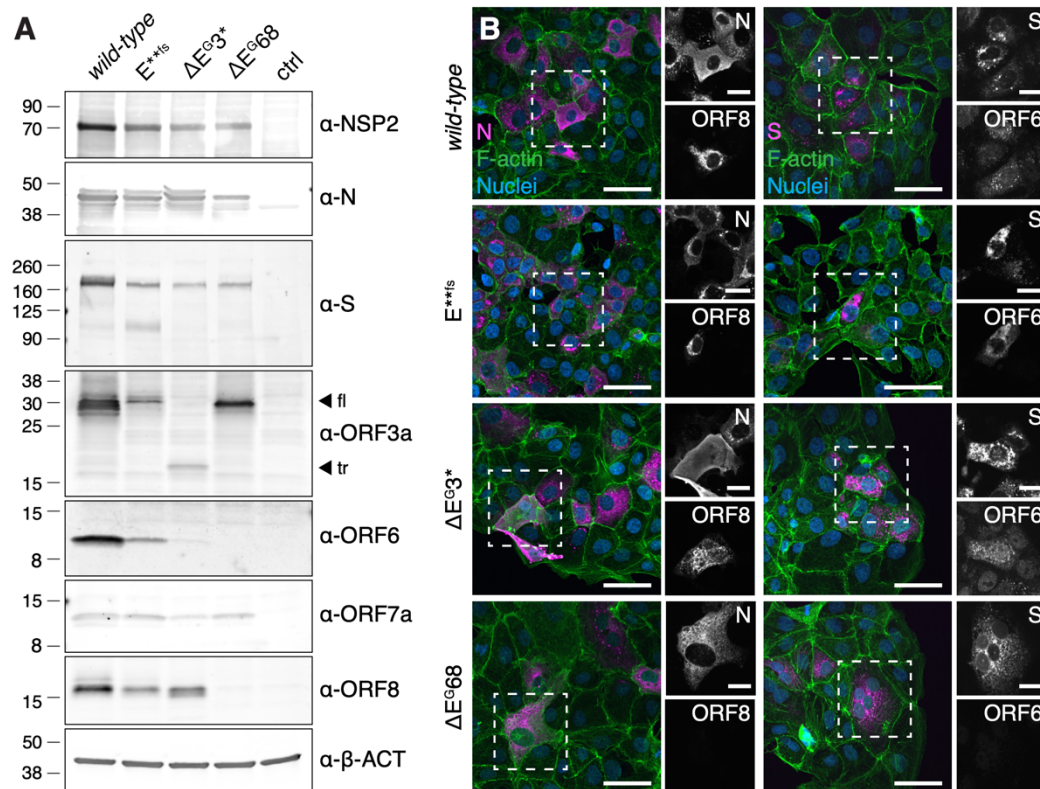 A
wild-type
E**fs
ΔEᴳ3*
ΔEᴳ68
ctrl
90
70
α-NSP2
50
38
α-N
260
160
125
90
α-S
38
30
25
15
fl
α-ORF3a
tr
15
8
α-ORF6
15
8
α-ORF7a
15
α-ORF8
50
38
α-β-ACT
B
wild-type
N
F-actin
Nuclei
N
ORF8
S
F-actin
Nuclei
S
ORF6
E**fs
N
ORF8
S
ORF6
ΔEᴳ3*
N
ORF8
S
ORF6
ΔEᴳ68
N
ORF8
S
ORF6